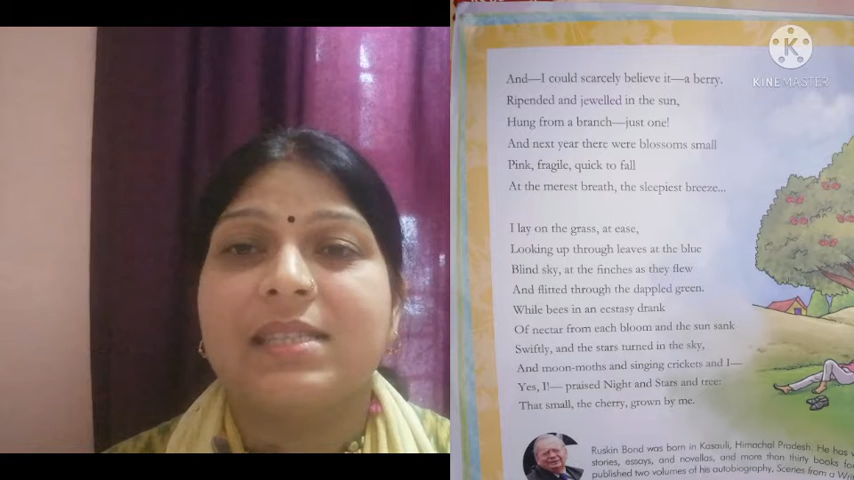 K
KINEMASTER
And—I could scarcely believe it—a berry.
Ripened and jewelled in the sun,
Hung from a branch—just one!
And next year there were blossoms small
Pink, fragile, quick to fall
At the merest breath, the sleepiest breeze...
I lay on the grass, at ease,
Looking up through leaves at the blue
Blind sky, at the finches as they flew
And flitted through the dappled green.
While bees in an ecstasy drank
Of nectar from each bloom and the sun sank
Swiftly, and the stars turned in the sky,
And moon-moths and singing crickets and I—
Yes, I!— praised Night and Stars and tree:
That small, the cherry, grown by me.
Ruskin Bond was born in Kasauli, Himachal Pradesh. He has
stories, essays, and novellas, and more than thirty books
published two volumes of his autobiography, Scenes from a